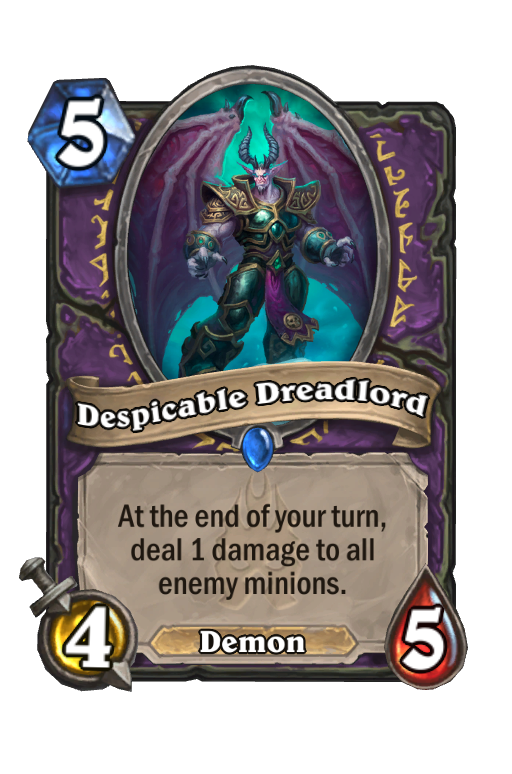 5
Despicable Dreadlord
At the end of your turn,
deal 1 damage to all
enemy minions.
4
Demon
5